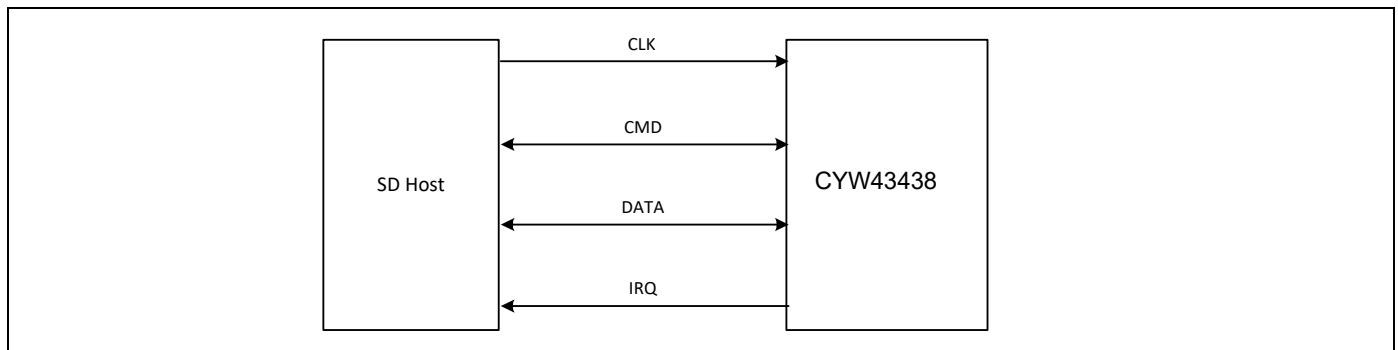 CLK
CMD
SD Host
CYW43438
DATA
IRQ